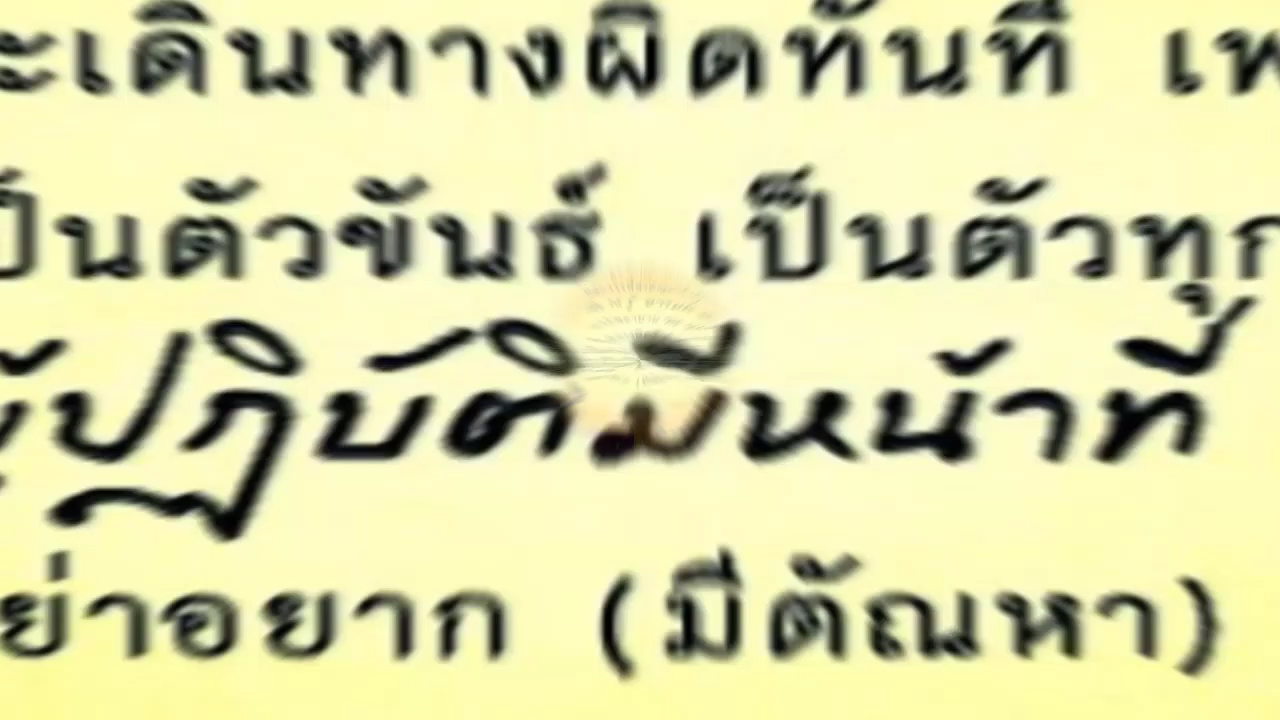 ะเดินทางผิดทันที เพ
ป็นตัวขันธ์ เป็นตัวทุก
ผู้ปฏิบัติมีหน้าที่
ย่าอยาก (มีตัณหา)